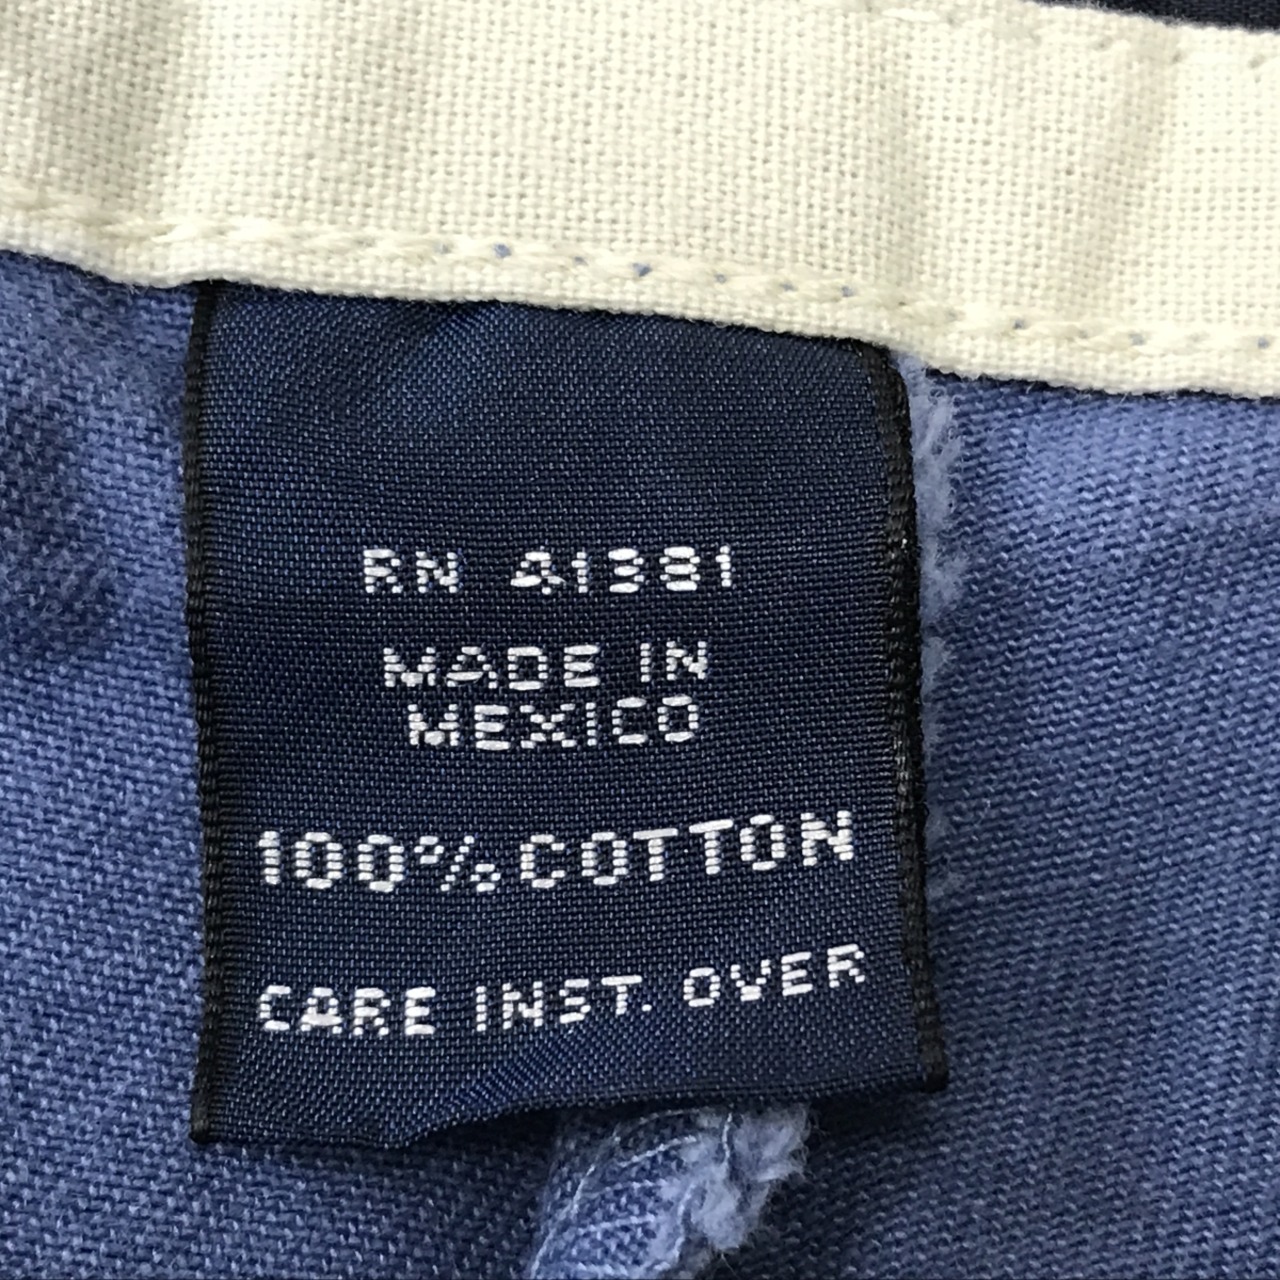 RN 41381
MADE IN
MEXICO
100% COTTON
CARE INST. OVER